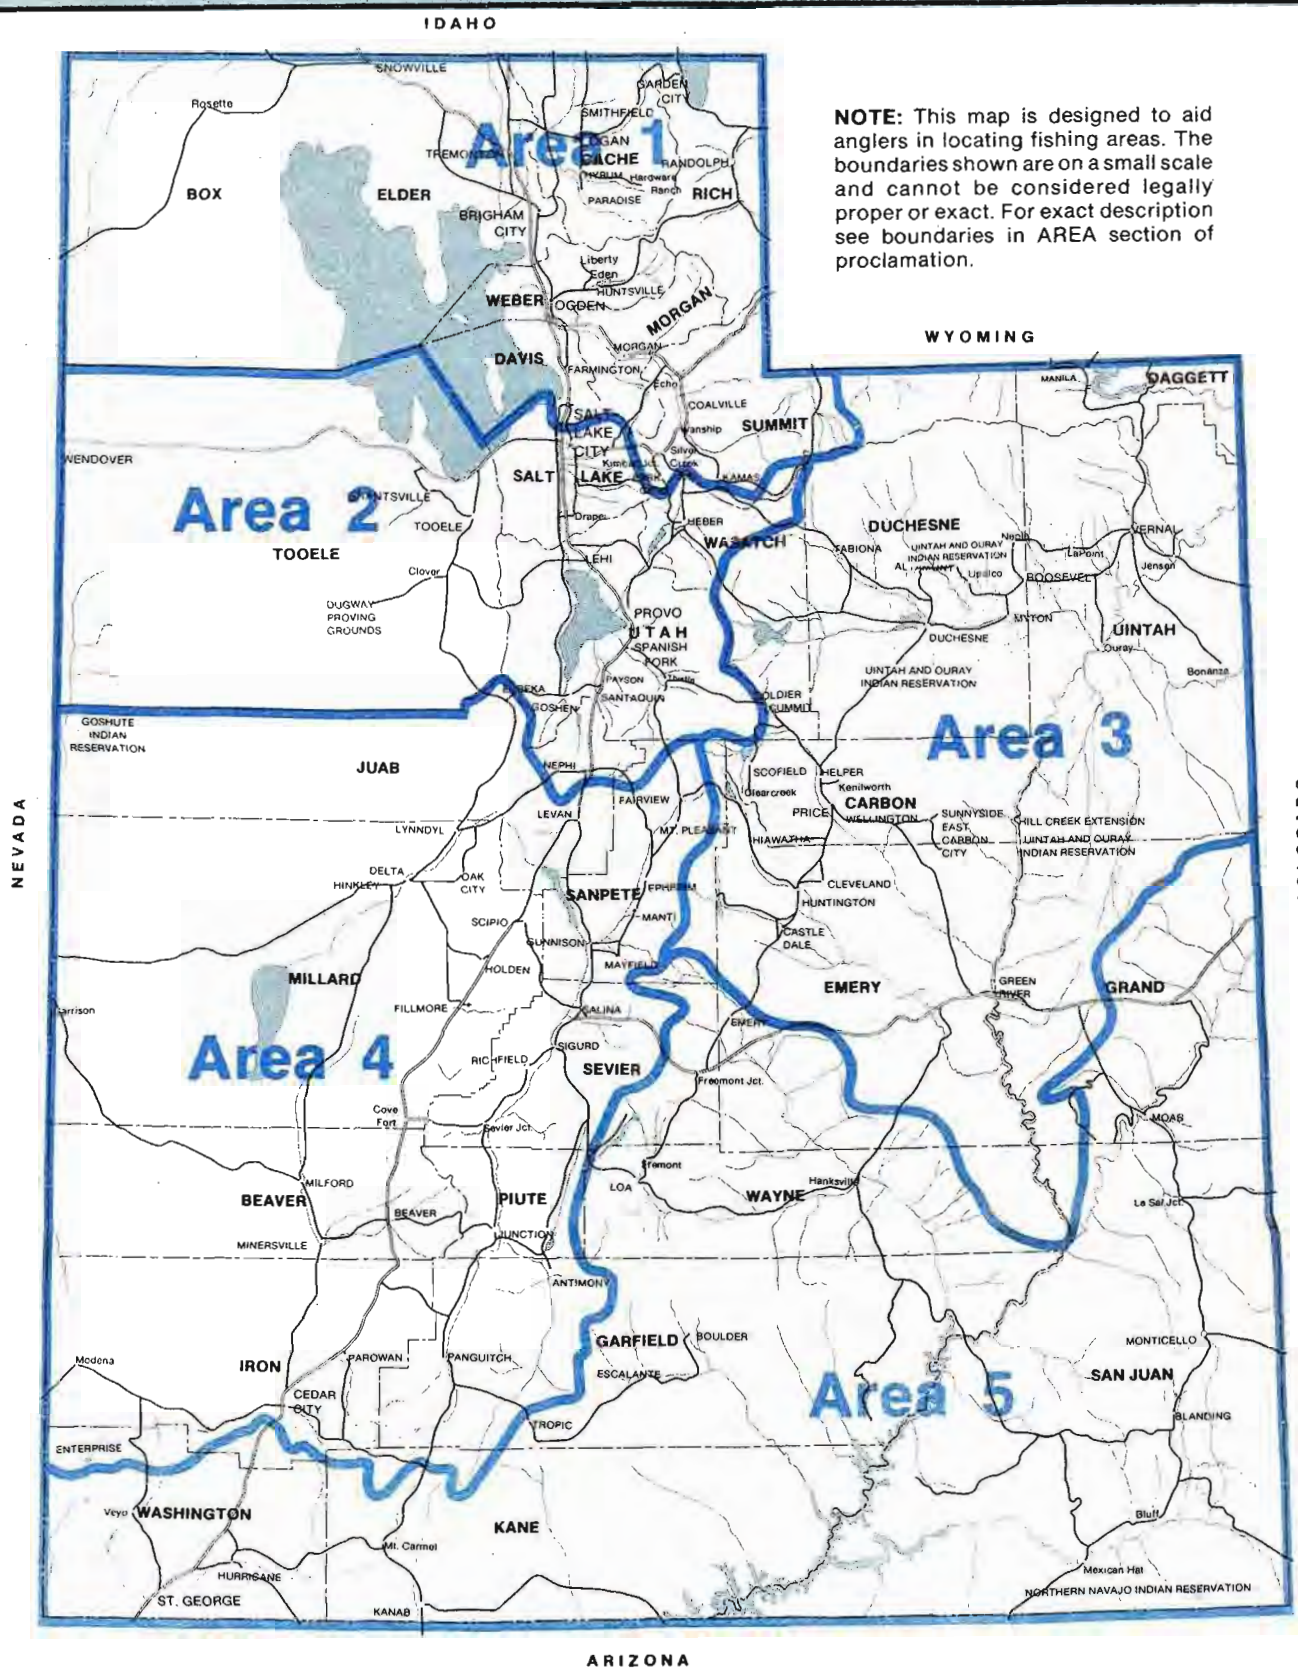 IDAHO
SNOWVILLE
GARDEN
CITY
Rosette
SMITHFIELD
Area 1
LOGAN
TREMONTON
CACHE
RANDOLPH
HYRUM
Hardware
Ranch
BOX
ELDER
PARADISE
RICH
BRIGHAM
CITY
NOTE: This map is designed to aid
anglers in locating fishing areas. The
boundaries shown are on a small scale
and cannot be considered legally
proper or exact. For exact description
see boundaries in AREA section of
proclamation.
Liberty
Eden
HUNTSVILLE
WEBER
OGDEN
MORGAN
WYOMING
MORGAN
DAVIS
FARMINGTON
Echo
MANILA
DAGGETT
COALVILLE
SALT
LAKE
CITY
Wanship
SUMMIT
WENDOVER
Silver
Creek
SALT
LAKE
KAMAS
Area 2
GRANTSVILLE
TOOELE
Draper
HEBER
DUCHESNE
TOOELE
WASATCH
TABIONA
UINTAH AND OURAY
INDIAN RESERVATION
Neola
LaPoint
VERNAL
LEHI
ALTAMONT
Upalco
ROOSEVELT
Jensen
Clover
DUGWAY
PROVING
GROUNDS
PROVO
UTAH
SPANISH
FORK
MYTON
DUCHESNE
UINTAH
Ouray
Bonanza
UINTAH AND OURAY
INDIAN RESERVATION
PAYSON
Thistle
EUREKA
SANTAQUIN
GOSHEN
SOLDIER
SUMMIT
GOSHUTE
INDIAN
RESERVATION
Area 3
JUAB
NEPHI
SCOFIELD
HELPER
Clearcreek
Kenilworth
NEVADA
LEVAN
FAIRVIEW
PRICE
CARBON
WELLINGTON
SUNNYSIDE
EAST
CARBON
CITY
HILL CREEK EXTENSION
UINTAH AND OURAY
INDIAN RESERVATION
LYNNDYL
MT. PLEASANT
HIAWATHA
DELTA
HINKLEY
OAK
CITY
SANPETE
EPHRAIM
CLEVELAND
HUNTINGTON
SCIPIO
MANTI
CASTLE
DALE
GUNNISON
HOLDEN
MAYFIELD
MILLARD
EMERY
GREEN
RIVER
GRAND
FILLMORE
SALINA
EMERY
Area 4
SIGURD
RICHFIELD
SEVIER
Freemont Jct.
Cove
Fort
Sevier Jct.
MOAB
Fremont
LOA
Hanksville
MILFORD
BEAVER
PIUTE
WAYNE
La Sal Jct.
BEAVER
JUNCTION
MINERSVILLE
ANTIMONY
GARFIELD
BOULDER
MONTICELLO
Modena
IRON
PAROWAN
PANGUITCH
ESCALANTE
SAN JUAN
Area 5
CEDAR
CITY
TROPIC
BLANDING
ENTERPRISE
Veyo
WASHINGTON
KANE
Bluff
Mt. Carmel
HURRICANE
Mexican Hat
ST. GEORGE
KANAB
NORTHERN NAVAJO INDIAN RESERVATION
ARIZONA